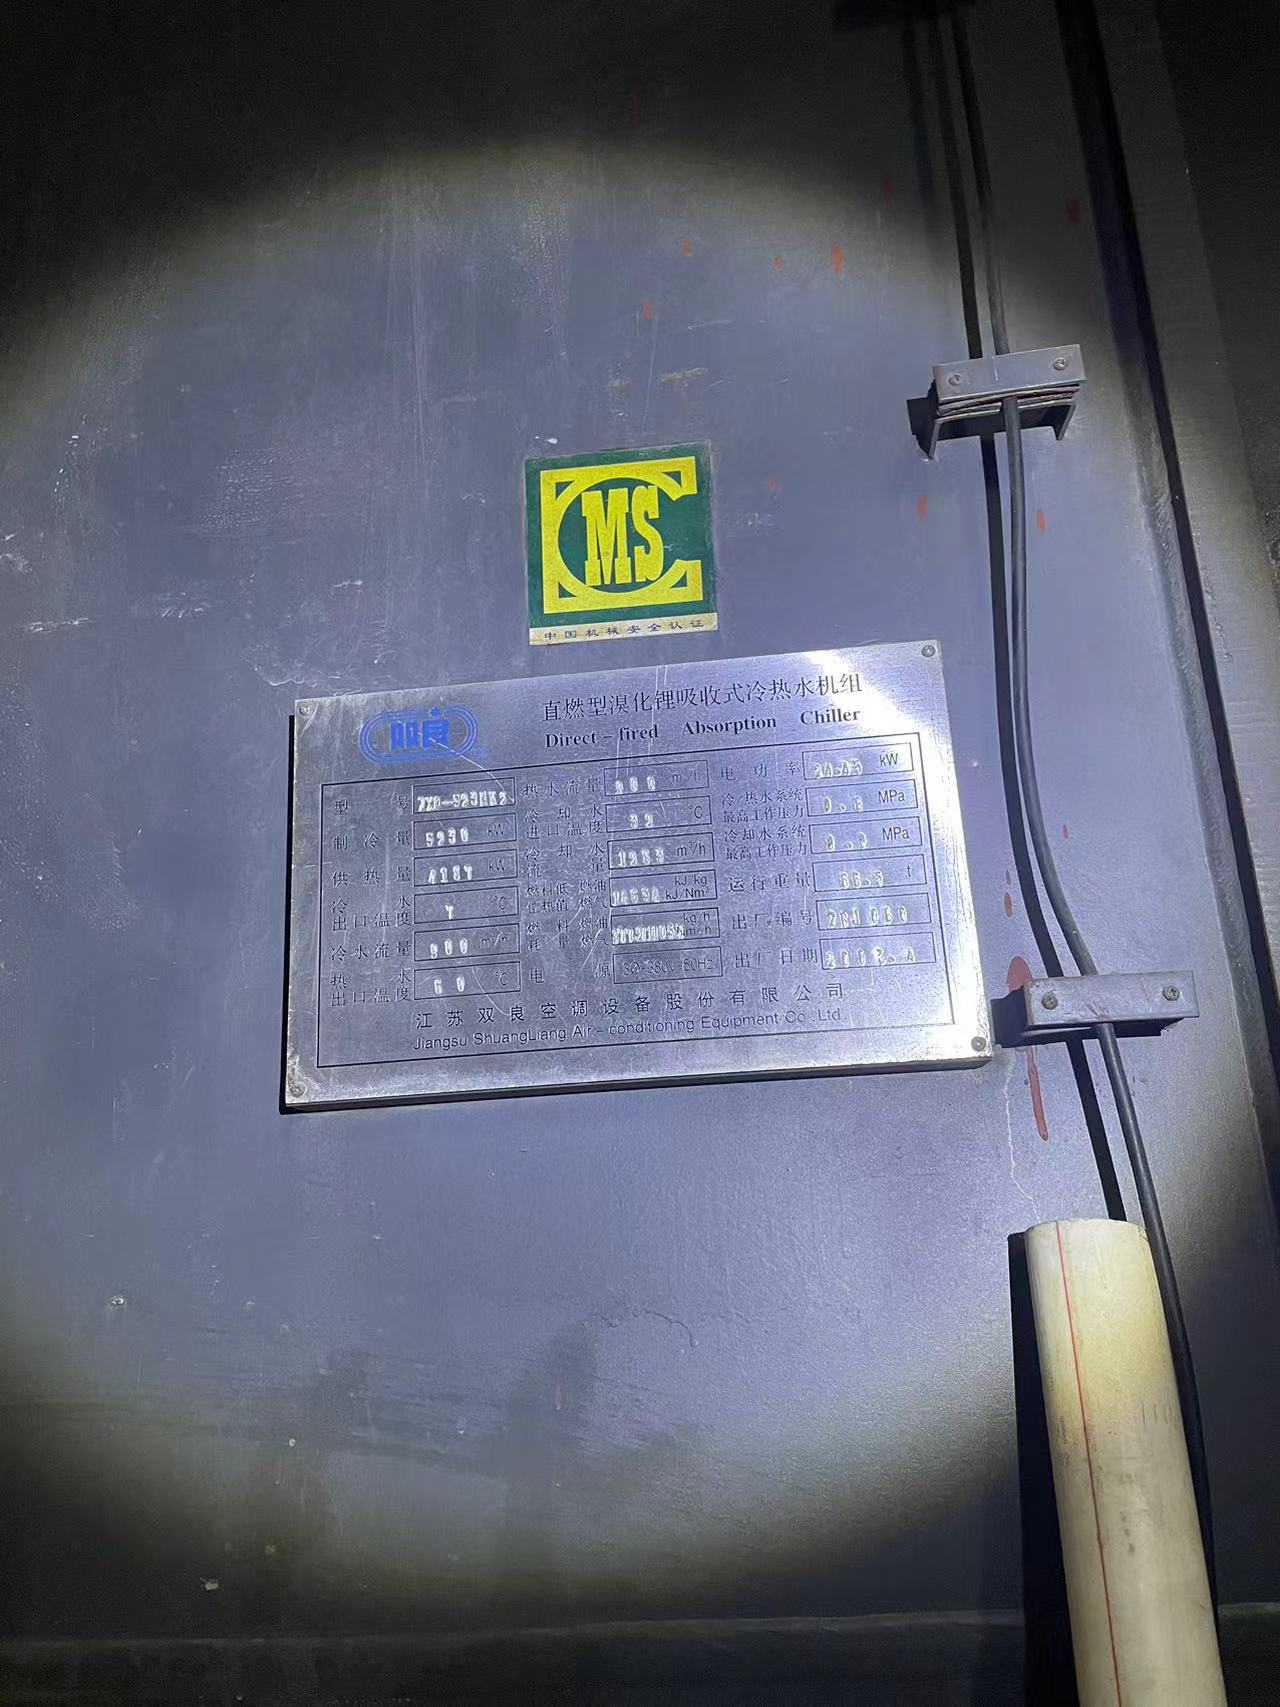 MS
中国机械安全认证
双良
直燃型溴化锂吸收式冷热水机组
Direct-fired Absorption Chiller
型号
制冷量 5230 kW
供热量 kW
冷水出口温度 ℃
冷水流量 900 m³/h
热水出口温度 60 ℃
热水流量 m³/h
冷却水进口温度 32 ℃
冷却水流量 m³/h
燃料低位热值 燃油 燃气 kJ/kg kJ/Nm³
燃料耗量 燃油 燃气 kg/h m³/h
电源 3Ø-380V-50Hz
电功率 kW
冷/热水系统最高工作压力 0.8 MPa
冷却水系统最高工作压力 MPa
运行重量 t
出厂编号
出厂日期
江苏双良空调设备股份有限公司
Jiangsu ShuangLiang Air-conditioning Equipment Co.,Ltd.